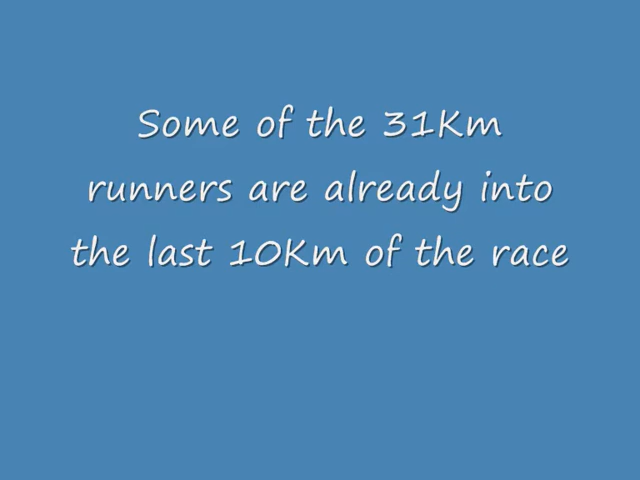 Some of the 31Km
runners are already into
the last 10Km of the race